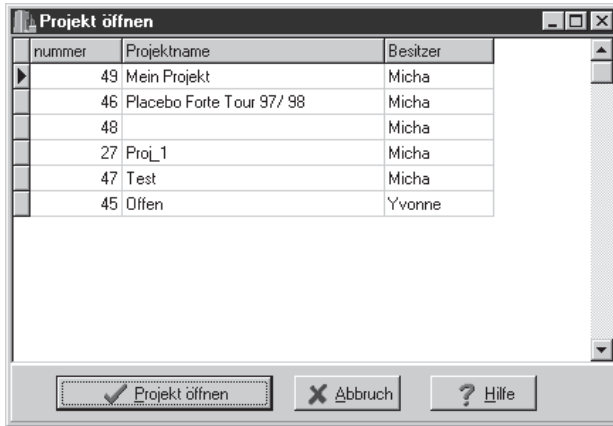 Projekt öffnen
nummer Projektname Besitzer
49 Mein Projekt Micha
46 Placebo Forte Tour 97/ 98 Micha
48 Micha
27 Proj_1 Micha
47 Test Micha
45 Offen Yvonne
Projekt öffnen Abbruch ? Hilfe